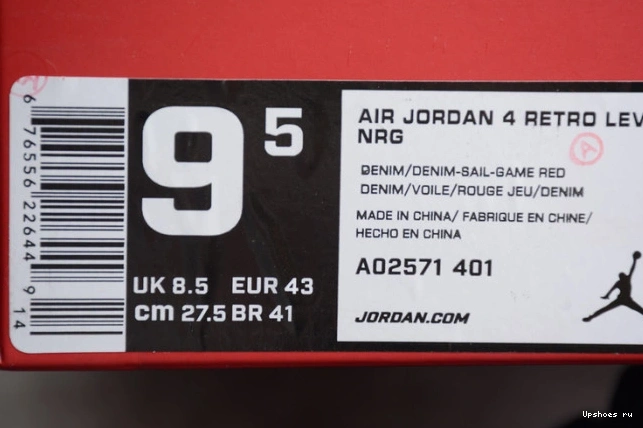 9 5
UK 8.5 EUR 43
cm 27.5 BR 41
6 76556 22644 9 14
AIR JORDAN 4 RETRO LEV
NRG
A
DENIM/DENIM-SAIL-GAME RED
DENIM/VOILE/ROUGE JEU/DENIM
MADE IN CHINA/ FABRIQUE EN CHINE/
HECHO EN CHINA
AO2571 401
JORDAN.COM
Upshoes ru